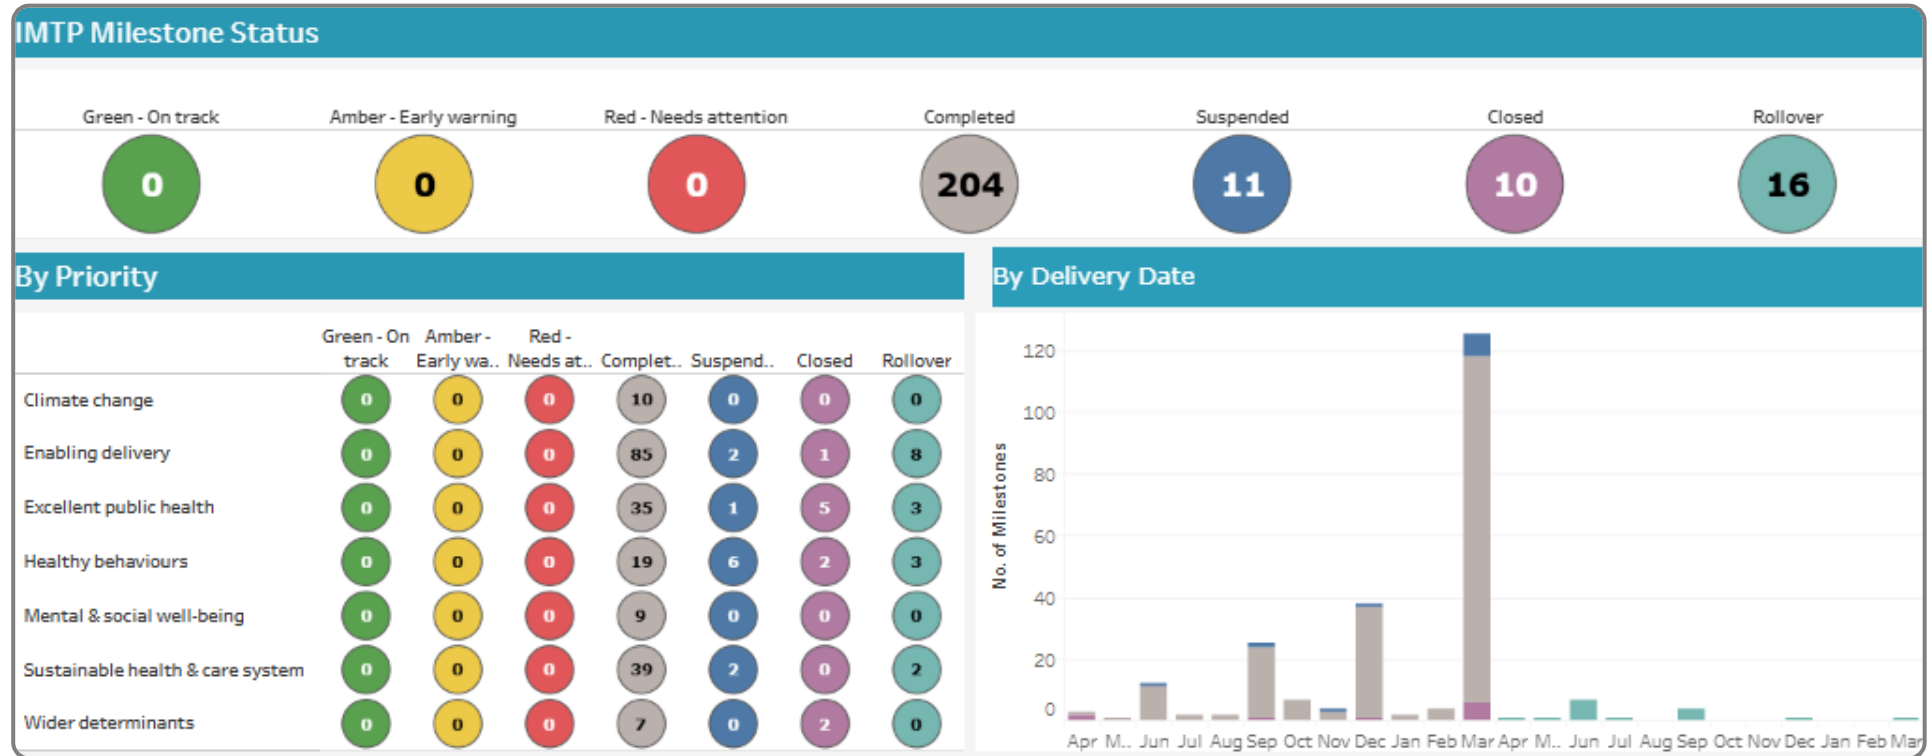 IMTP Milestone Status
Green - On track Amber - Early warning Red - Needs attention Completed Suspended Closed Rollover
0 0 0 204 11 10 16
By Priority
Green - On track Amber - Early wa.. Red - Needs at.. Complet.. Suspend.. Closed Rollover
Climate change 0 0 0 10 0 0 0
Enabling delivery 0 0 0 85 2 1 8
Excellent public health 0 0 0 35 1 5 3
Healthy behaviours 0 0 0 19 6 2 3
Mental & social well-being 0 0 0 9 0 0 0
Sustainable health & care system 0 0 0 39 2 0 2
Wider determinants 0 0 0 7 0 2 0
By Delivery Date
No. of Milestones
120
100
80
60
40
20
0
Apr M.. Jun Jul Aug Sep Oct Nov Dec Jan Feb Mar Apr M.. Jun Jul Aug Sep Oct Nov Dec Jan Feb Mar